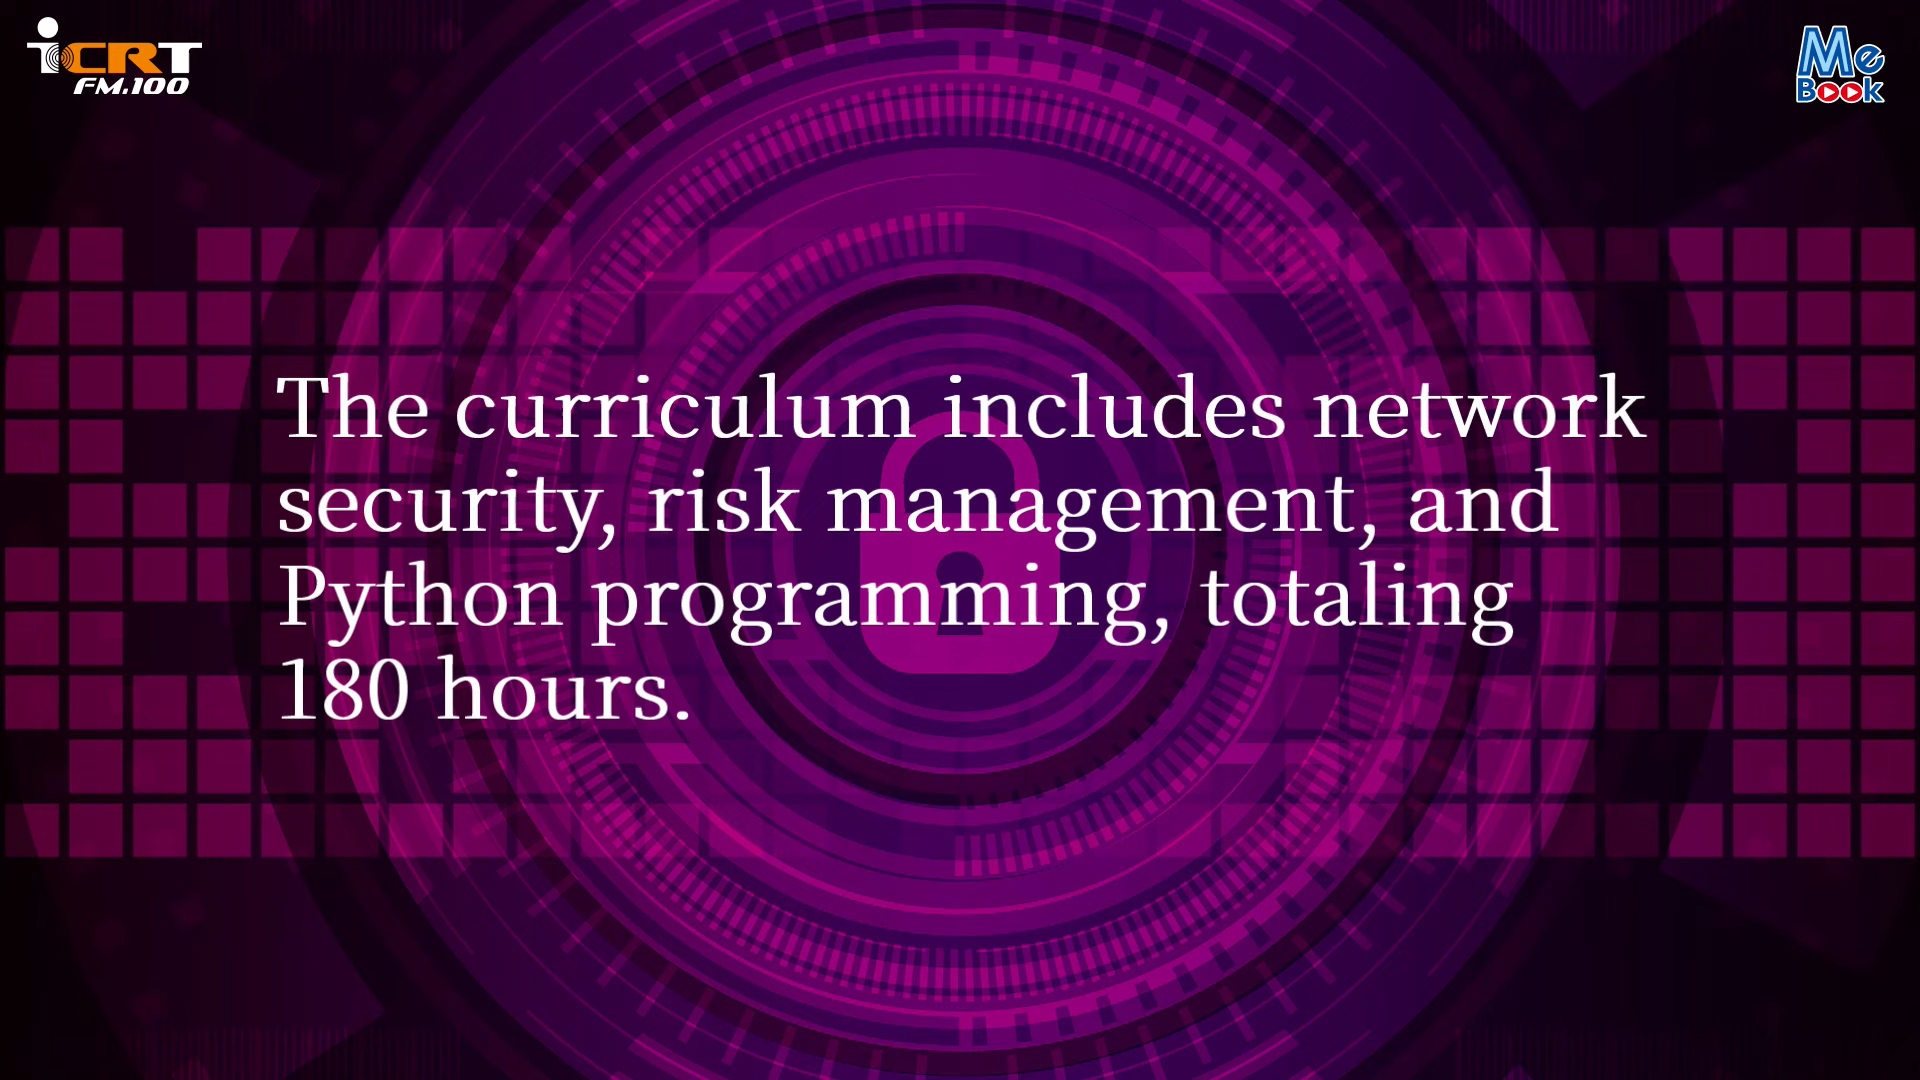 iCRT
FM.100
Me
Book
The curriculum includes network
security, risk management, and
Python programming, totaling
180 hours.